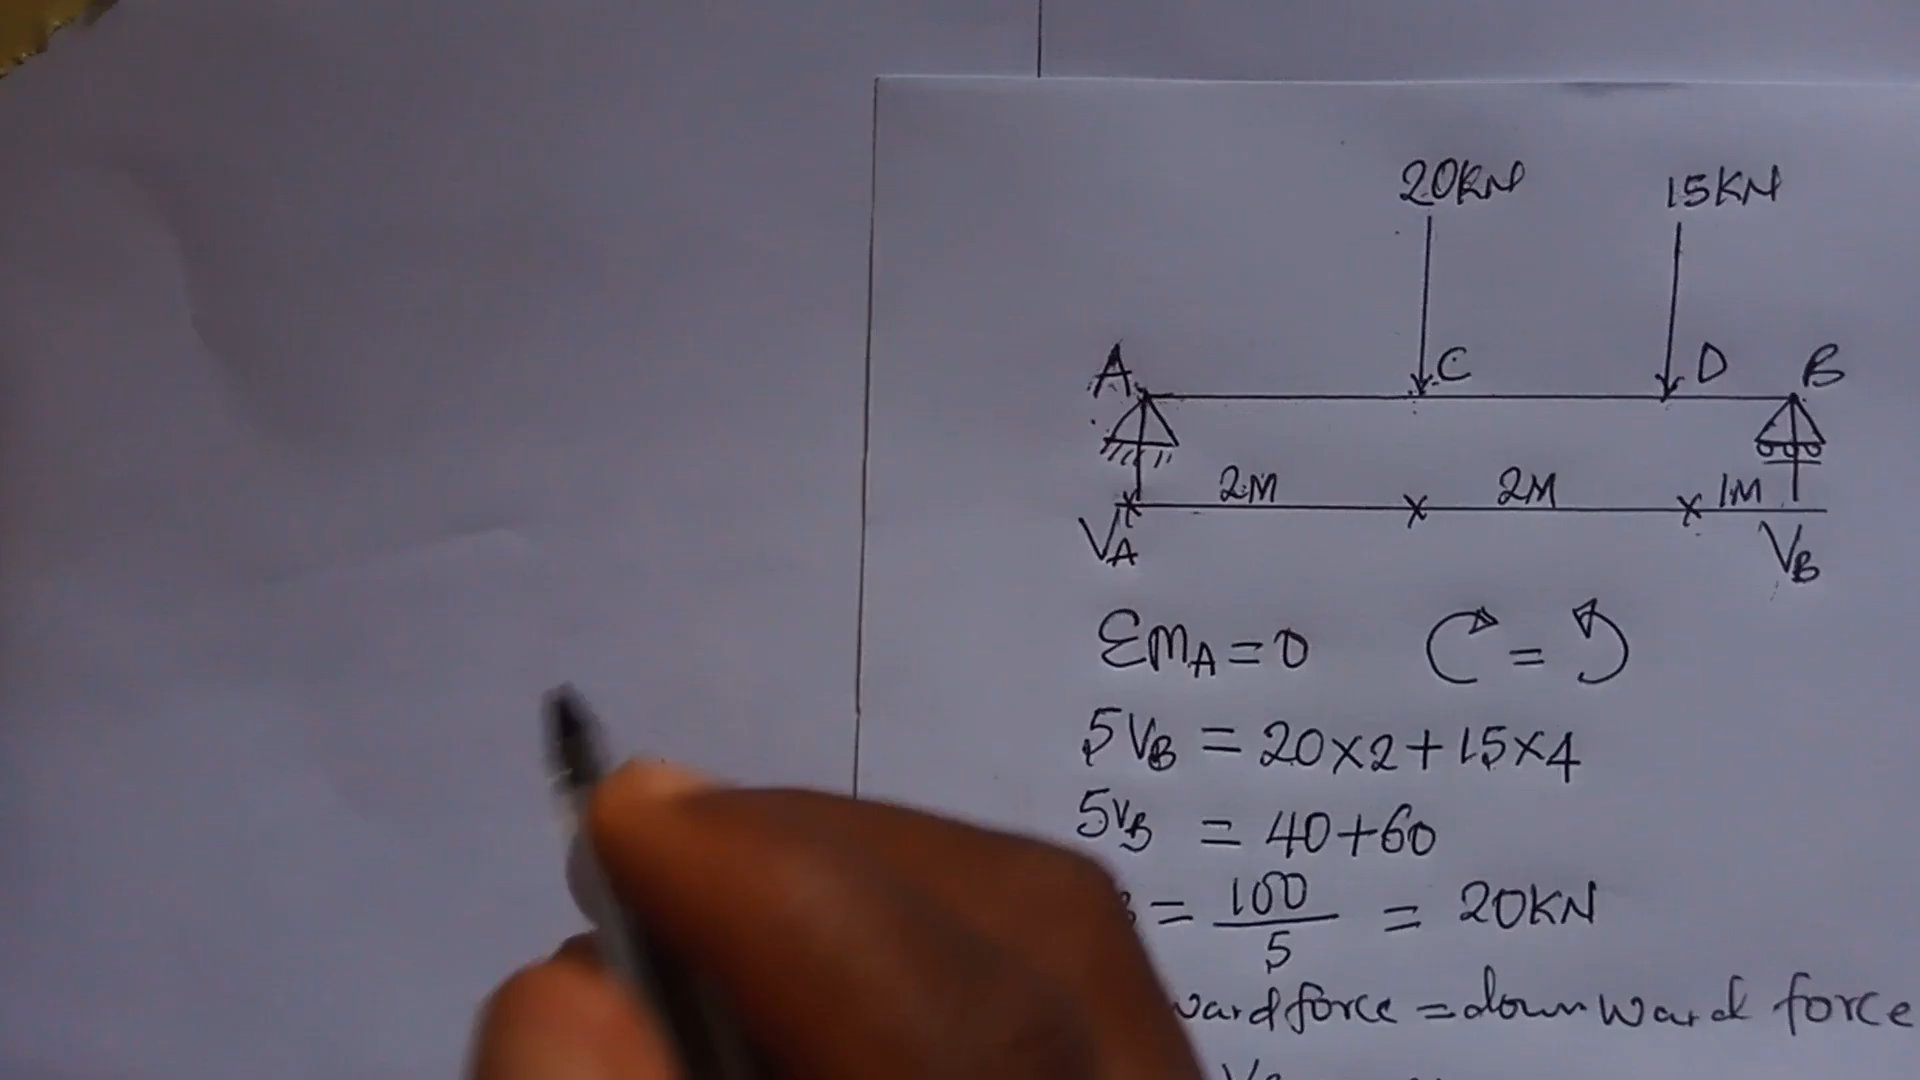 20KN 15KN
A C D B
2M 2M 1M
VA VB
ΣMA = 0 =
5VB = 20×2+15×4
5VB = 40+60
= 100/5 = 20KN
force = downward force